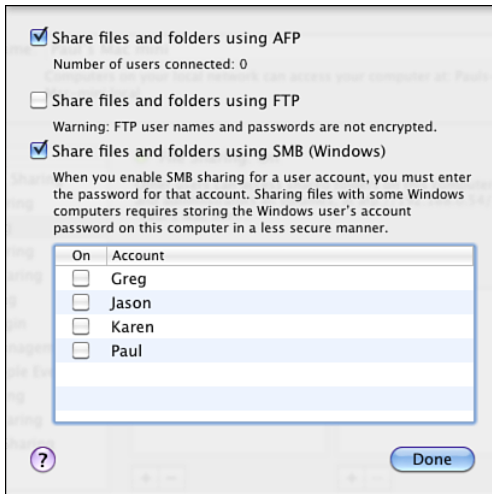 Share files and folders using AFP
Number of users connected: 0
Share files and folders using FTP
Warning: FTP user names and passwords are not encrypted.
Share files and folders using SMB (Windows)
When you enable SMB sharing for a user account, you must enter
the password for that account. Sharing files with some Windows
computers requires storing the Windows user's account
password on this computer in a less secure manner.
On Account
Greg
Jason
Karen
Paul
? Done